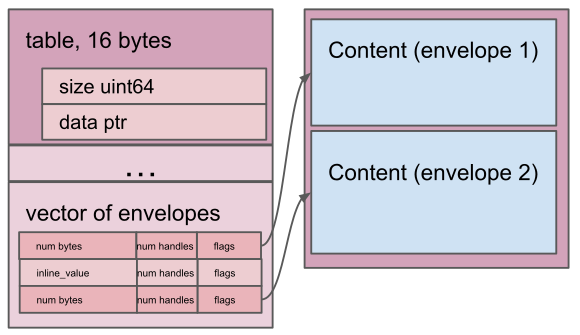 table, 16 bytes
size uint64
data ptr
...
vector of envelopes
num bytes num handles flags
inline_value num handles flags
num bytes num handles flags
Content (envelope 1)
Content (envelope 2)